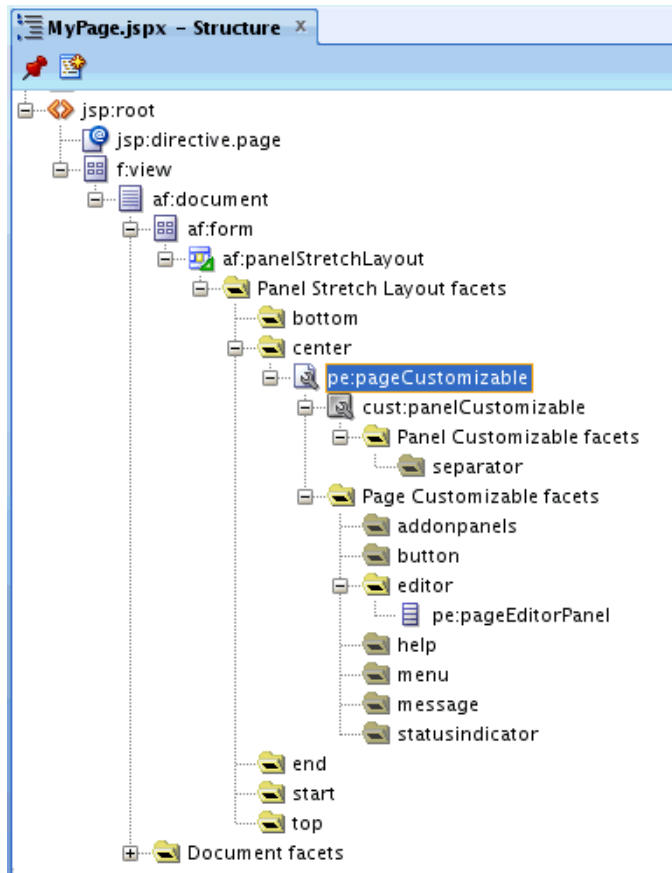 MyPage.jspx - Structure x
jsp:root
jsp:directive.page
f:view
af:document
af:form
af:panelStretchLayout
Panel Stretch Layout facets
bottom
center
pe:pageCustomizable
cust:panelCustomizable
Panel Customizable facets
separator
Page Customizable facets
addonpanels
button
editor
pe:pageEditorPanel
help
menu
message
statusindicator
end
start
top
Document facets